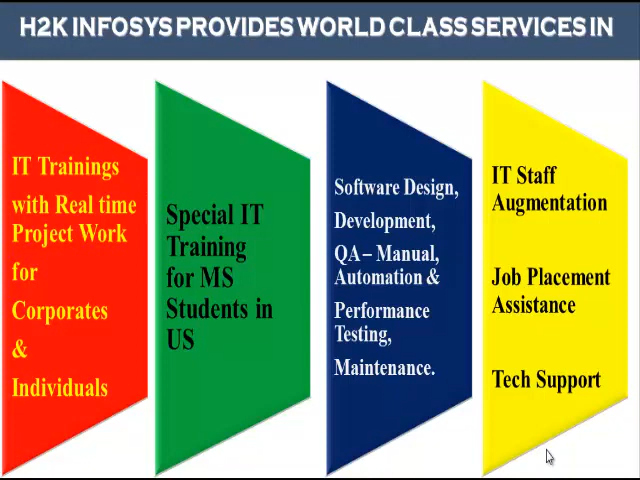 H2K INFOSYS PROVIDES WORLD CLASS SERVICES IN
IT Trainings
with Real time
Project Work
for
Corporates
&
Individuals
Special IT
Training
for MS
Students in
US
Software Design,
Development,
QA – Manual,
Automation &
Performance
Testing,
Maintenance.
IT Staff
Augmentation
Job Placement
Assistance
Tech Support